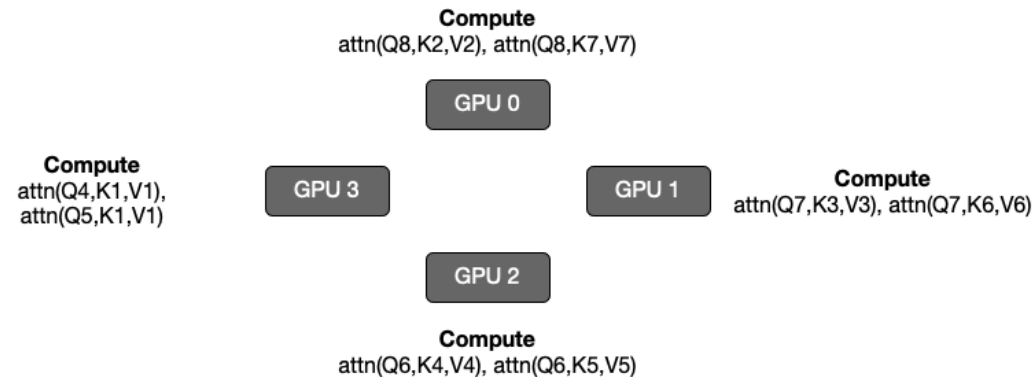 Compute
attn(Q8,K2,V2), attn(Q8,K7,V7)
GPU 0
Compute
attn(Q4,K1,V1),
attn(Q5,K1,V1)
GPU 3
GPU 1
Compute
attn(Q7,K3,V3), attn(Q7,K6,V6)
GPU 2
Compute
attn(Q6,K4,V4), attn(Q6,K5,V5)